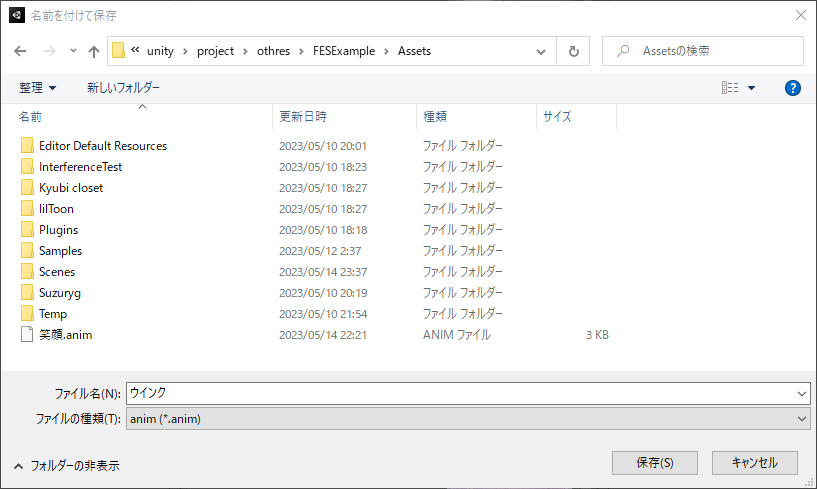 名前を付けて保存
« unity › project › othres › FESExample › Assets
Assetsの検索
整理 新しいフォルダー
名前 更新日時 種類 サイズ
Editor Default Resources 2023/05/10 20:01 ファイル フォルダー
InterferenceTest 2023/05/10 18:23 ファイル フォルダー
Kyubi closet 2023/05/10 18:27 ファイル フォルダー
lilToon 2023/05/10 18:27 ファイル フォルダー
Plugins 2023/05/10 18:18 ファイル フォルダー
Samples 2023/05/12 2:37 ファイル フォルダー
Scenes 2023/05/14 23:37 ファイル フォルダー
Suzuryg 2023/05/10 20:19 ファイル フォルダー
Temp 2023/05/10 21:54 ファイル フォルダー
笑顔.anim 2023/05/14 22:21 ANIM ファイル 3 KB
ファイル名(N): ウインク
ファイルの種類(T): anim (*.anim)
フォルダーの非表示 保存(S) キャンセル